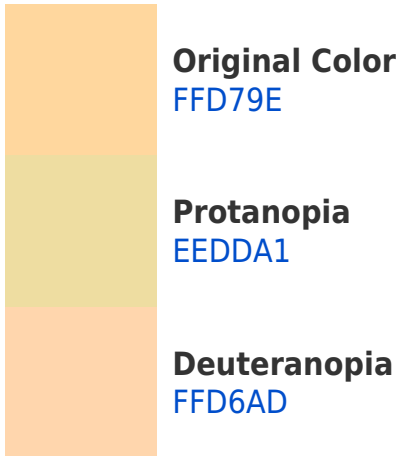 Original Color
FFD79E
Protanopia
EEDDA1
Deuteranopia
FFD6AD